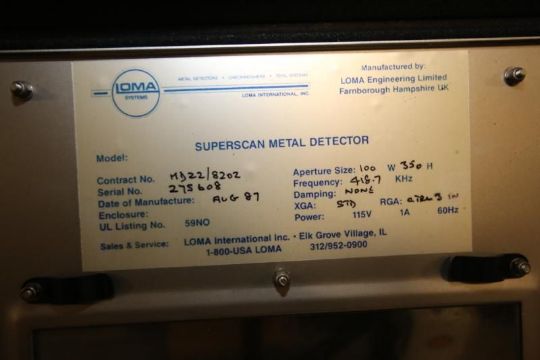 LOMA
SYSTEMS
METAL DETECTORS • CHECKWEIGHERS • TOTAL SYSTEMS
LOMA INTERNATIONAL, INC
Manufactured by:
LOMA Engineering Limited
Farnborough Hampshire UK
SUPERSCAN METAL DETECTOR
Model:
Contract No. M322/8202
Serial No. 275608
Date of Manufacture: AUG 87
Enclosure:
UL Listing No. 59NO
Aperture Size: 100 W 350 H
Frequency: KHz
Damping: NONE
XGA: STD RGA:
Power: 115V 1A 60Hz
Sales & Service: LOMA International Inc. • Elk Grove Village, IL
1-800-USA LOMA 312/952-0900